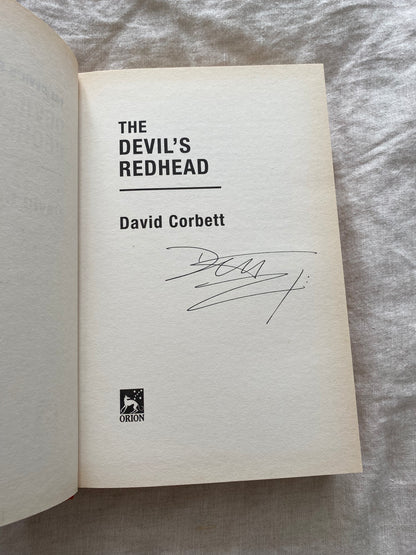 THE
DEVIL'S
REDHEAD
David Corbett
ORION